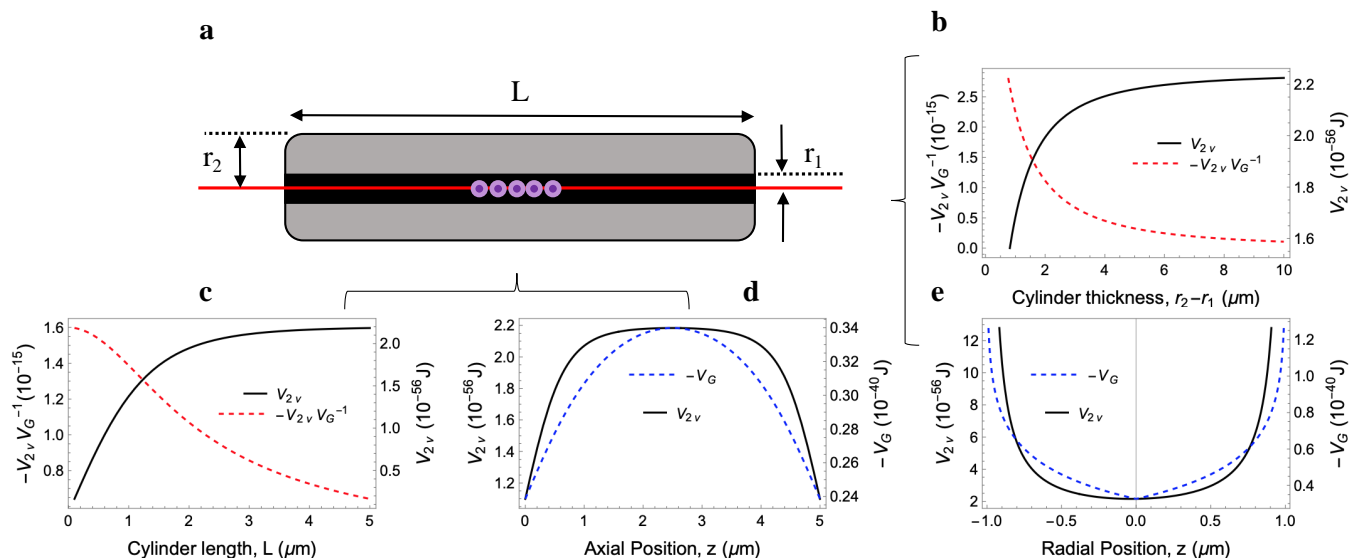 a
L
r₂
r₁
b
−V₂ᵥ V_G⁻¹ (10⁻¹⁵)
2.5
2.0
1.5
1.0
0.5
0.0
V₂ᵥ
−V₂ᵥ V_G⁻¹
2.2
2.0
1.8
1.6
V₂ᵥ (10⁻⁵⁶ J)
0 2 4 6 8 10
Cylinder thickness, r₂−r₁ (μm)
c
−V₂ᵥ V_G⁻¹ (10⁻¹⁵)
1.6
1.4
1.2
1.0
0.8
V₂ᵥ
−V₂ᵥ V_G⁻¹
2.0
1.5
1.0
0.5
V₂ᵥ (10⁻⁵⁶ J)
0 1 2 3 4 5
Cylinder length, L (μm)
d
V₂ᵥ (10⁻⁵⁶ J)
2.2
2.0
1.8
1.6
1.4
1.2
−V_G
V₂ᵥ
0.34
0.32
0.30
0.28
0.26
0.24
−V_G (10⁻⁴⁰ J)
0 1 2 3 4 5
Axial Position, z (μm)
e
V₂ᵥ (10⁻⁵⁶ J)
12
10
8
6
4
2
−V_G
V₂ᵥ
1.2
1.0
0.8
0.6
0.4
−V_G (10⁻⁴⁰ J)
−1.0 −0.5 0.0 0.5 1.0
Radial Position, z (μm)